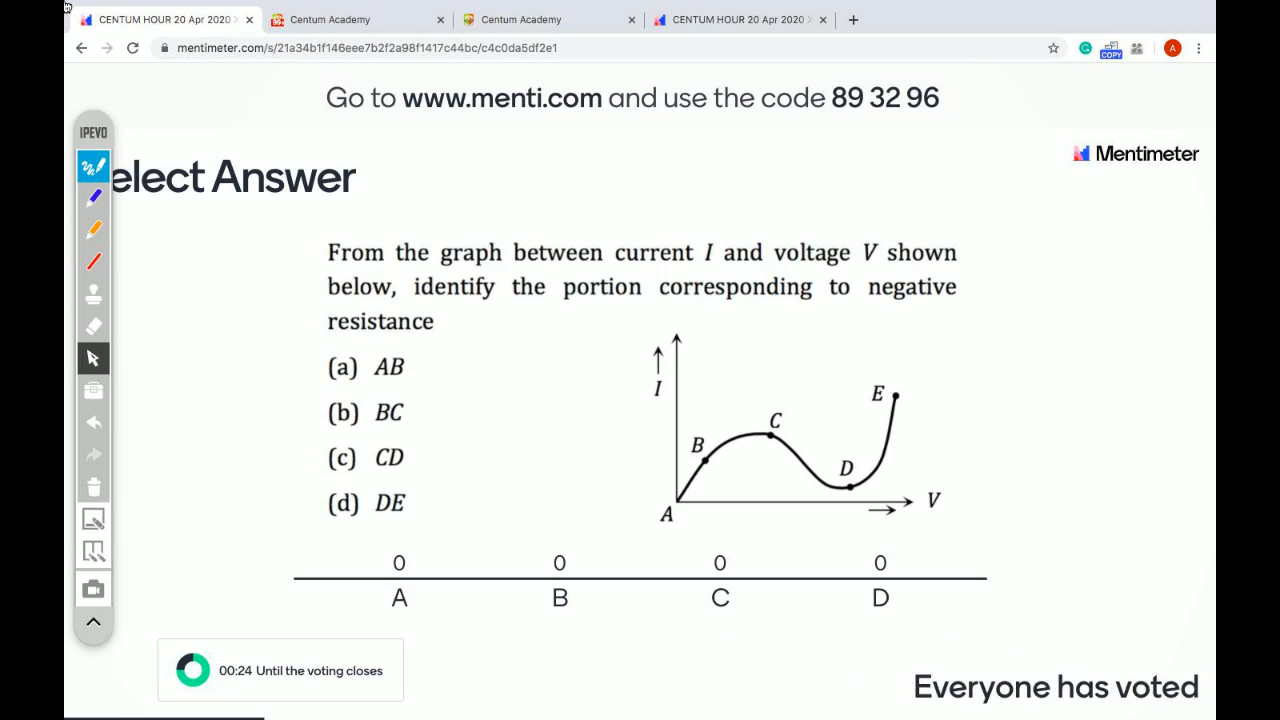 CENTUM HOUR 20 Apr 2020
Centum Academy
Centum Academy
CENTUM HOUR 20 Apr 2020
mentimeter.com/s/21a34b1f146eee7b2f2a98f1417c44bc/c4c0da5df2e1
COPY
A
Go to www.menti.com and use the code 89 32 96
IPEVO
Mentimeter
elect Answer
From the graph between current I and voltage V shown
below, identify the portion corresponding to negative
resistance
(a) AB
(b) BC
(c) CD
(d) DE
I
E
C
B
D
V
A
0 0 0 0
A B C D
00:24 Until the voting closes
Everyone has voted